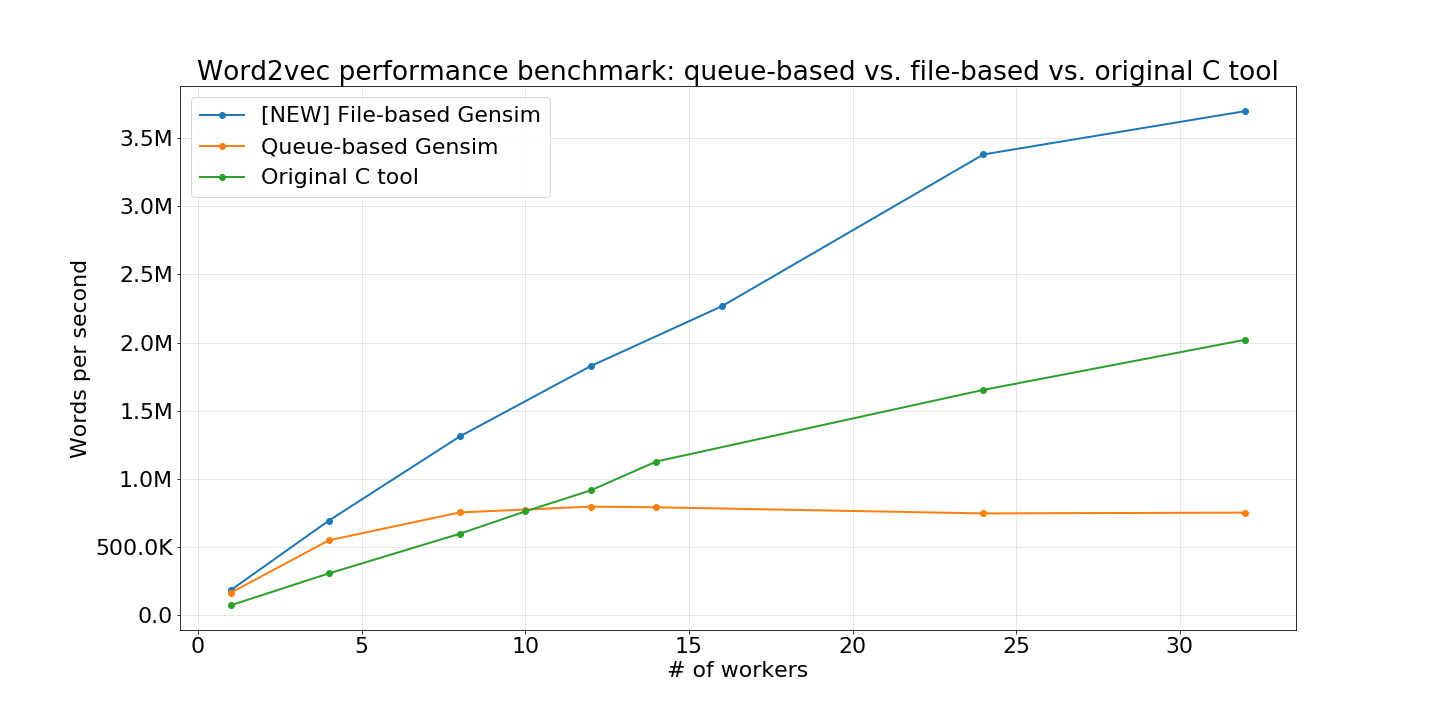 Word2vec performance benchmark: queue-based vs. file-based vs. original C tool
[NEW] File-based Gensim
Queue-based Gensim
Original C tool
3.5M
3.0M
2.5M
2.0M
1.5M
1.0M
500.0K
0.0
Words per second
0 5 10 15 20 25 30
# of workers